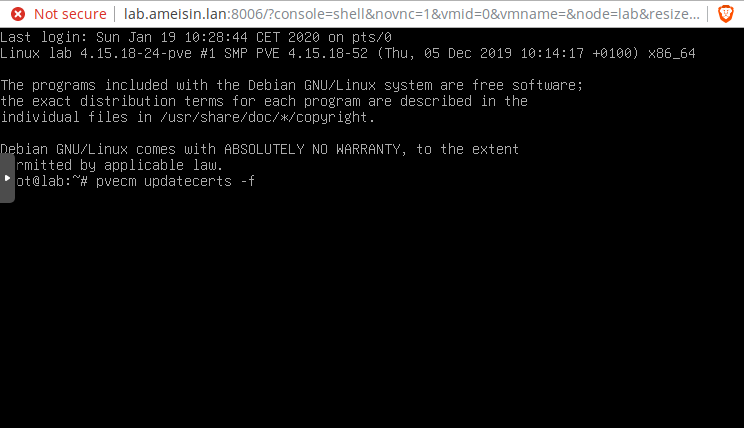 Not secure | lab.ameisin.lan:8006/?console=shell&novnc=1&vmid=0&vmname=&node=lab&resize...
Last login: Sun Jan 19 10:28:44 CET 2020 on pts/0
Linux lab 4.15.18-24-pve #1 SMP PVE 4.15.18-52 (Thu, 05 Dec 2019 10:14:17 +0100) x86_64
The programs included with the Debian GNU/Linux system are free software;
the exact distribution terms for each program are described in the
individual files in /usr/share/doc/*/copyright.
Debian GNU/Linux comes with ABSOLUTELY NO WARRANTY, to the extent
rmitted by applicable law.
ot@lab:~# pvecm updatecerts -f